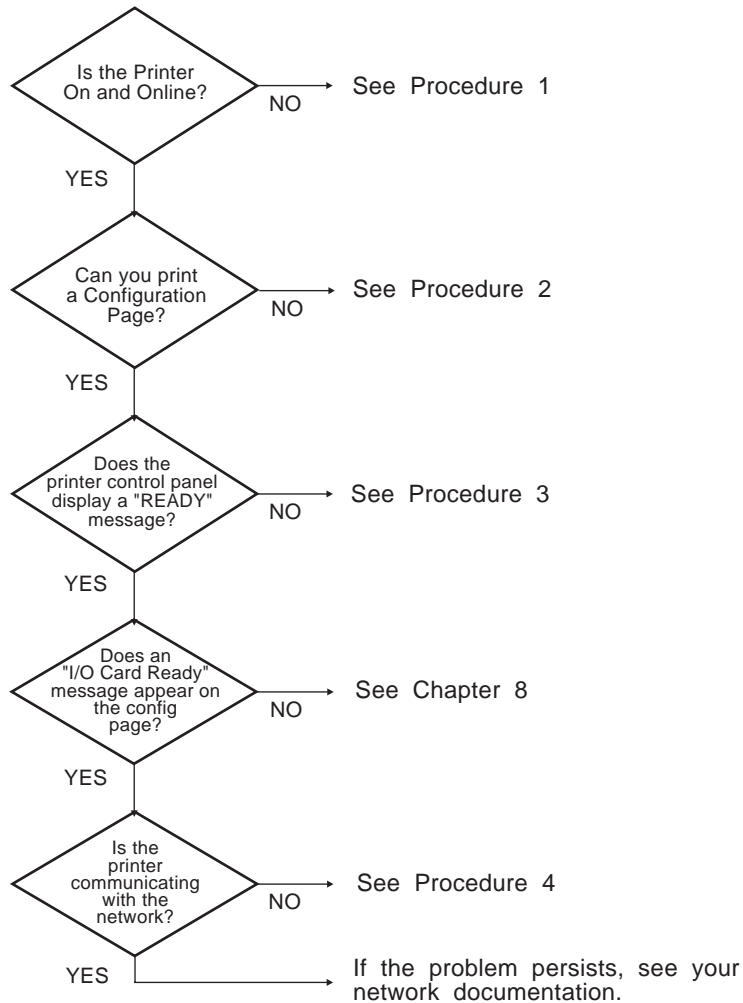 Is the Printer
On and Online?
NO
See Procedure 1
YES
Can you print
a Configuration
Page?
NO
See Procedure 2
YES
Does the
printer control panel
display a "READY"
message?
NO
See Procedure 3
YES
Does an
"I/O Card Ready"
message appear on
the config
page?
NO
See Chapter 8
YES
Is the
printer
communicating
with the
network?
NO
See Procedure 4
YES
If the problem persists, see your
network documentation.